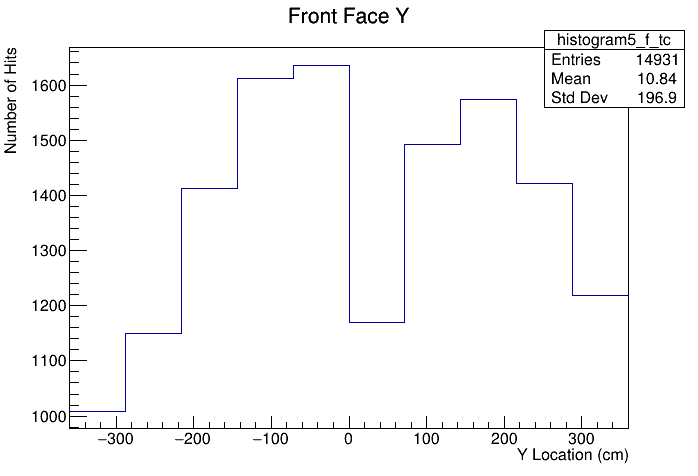 Front Face Y
histogram5_f_tc
Entries 14931
Mean 10.84
Std Dev 196.9
Number of Hits
1600
1500
1400
1300
1200
1100
1000
−300 −200 −100 0 100 200 300
Y Location (cm)